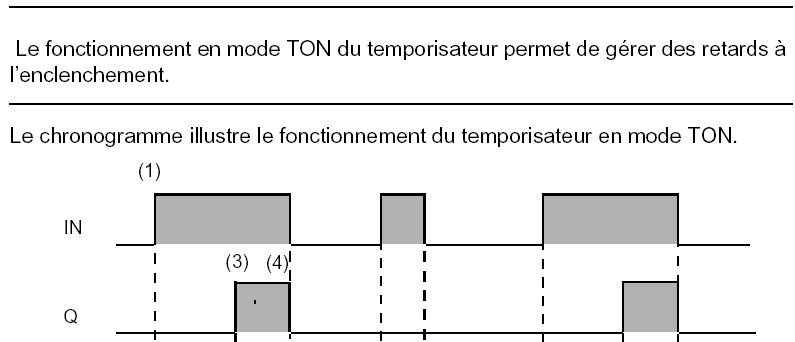 Le fonctionnement en mode TON du temporisateur permet de gérer des retards à
l'enclenchement.
Le chronogramme illustre le fonctionnement du temporisateur en mode TON.
(1)
IN
(3) (4)
Q